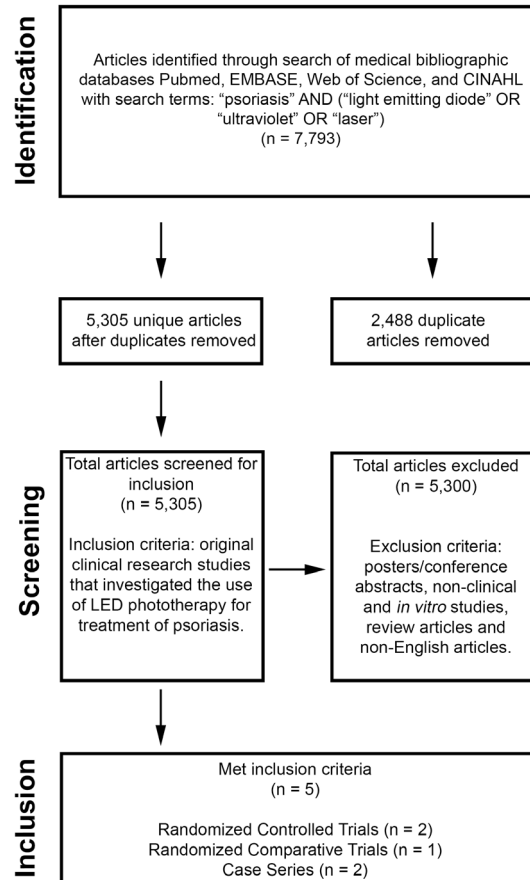 Identification
Articles identified through search of medical bibliographic
databases Pubmed, EMBASE, Web of Science, and CINAHL
with search terms: “psoriasis” AND (“light emitting diode” OR
“ultraviolet” OR “laser”)
(n = 7,793)
5,305 unique articles
after duplicates removed
2,488 duplicate
articles removed
Screening
Total articles screened for
inclusion
(n = 5,305)
Inclusion criteria: original
clinical research studies
that investigated the use
of LED phototherapy for
treatment of psoriasis.
Total articles excluded
(n = 5,300)
Exclusion criteria:
posters/conference
abstracts, non-clinical
and in vitro studies,
review articles and
non-English articles.
Inclusion
Met inclusion criteria
(n = 5)
Randomized Controlled Trials (n = 2)
Randomized Comparative Trials (n = 1)
Case Series (n = 2)